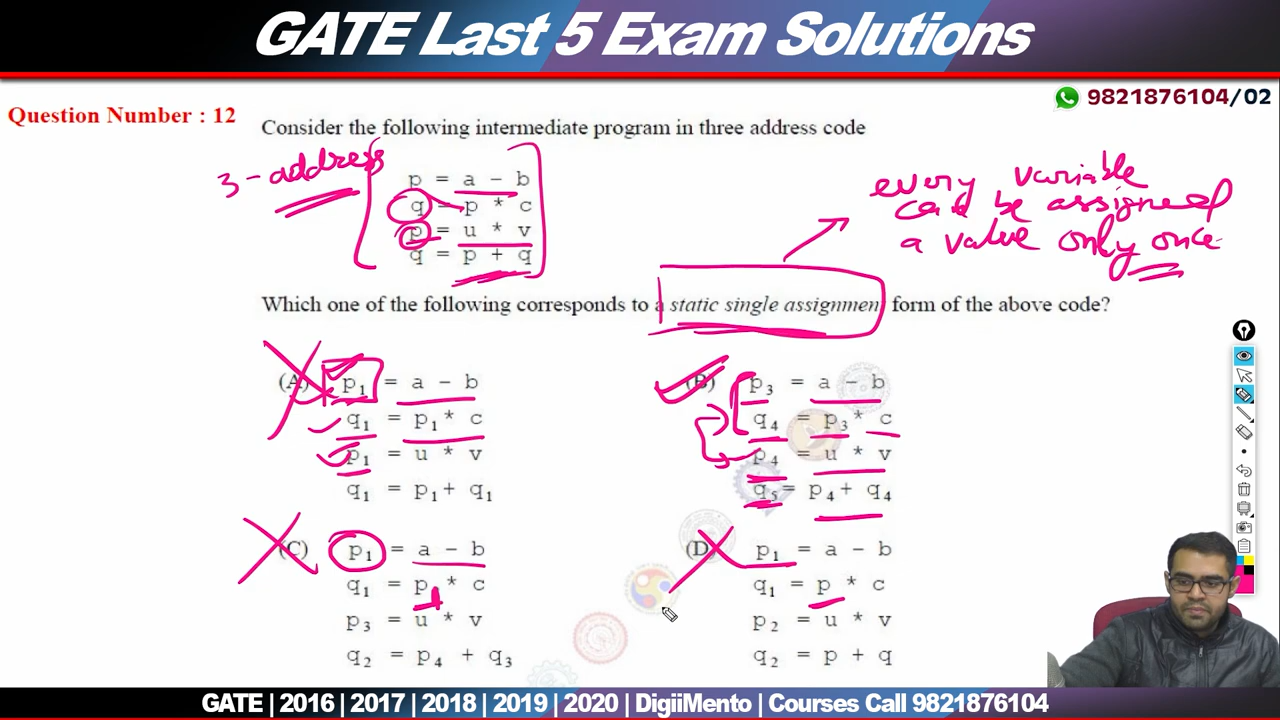 GATE Last 5 Exam Solutions
9821876104/02
Question Number : 12
Consider the following intermediate program in three address code
3-address
p = a - b
q = p * c
p = u * v
q = p + q
every variable
can be assigned
a value only once
Which one of the following corresponds to a static single assignment form of the above code?
(A) p₁ = a - b
q₁ = p₁ * c
p₁ = u * v
q₁ = p₁ + q₁
(B) p₃ = a - b
q₄ = p₃ * c
p₄ = u * v
q₅ = p₄ + q₄
(C) p₁ = a - b
q₁ = p₁ * c
p₃ = u * v
q₂ = p₄ + q₃
(D) p₁ = a - b
q₁ = p * c
p₂ = u * v
q₂ = p + q
GATE | 2016 | 2017 | 2018 | 2019 | 2020 | DigiiMento | Courses Call 9821876104